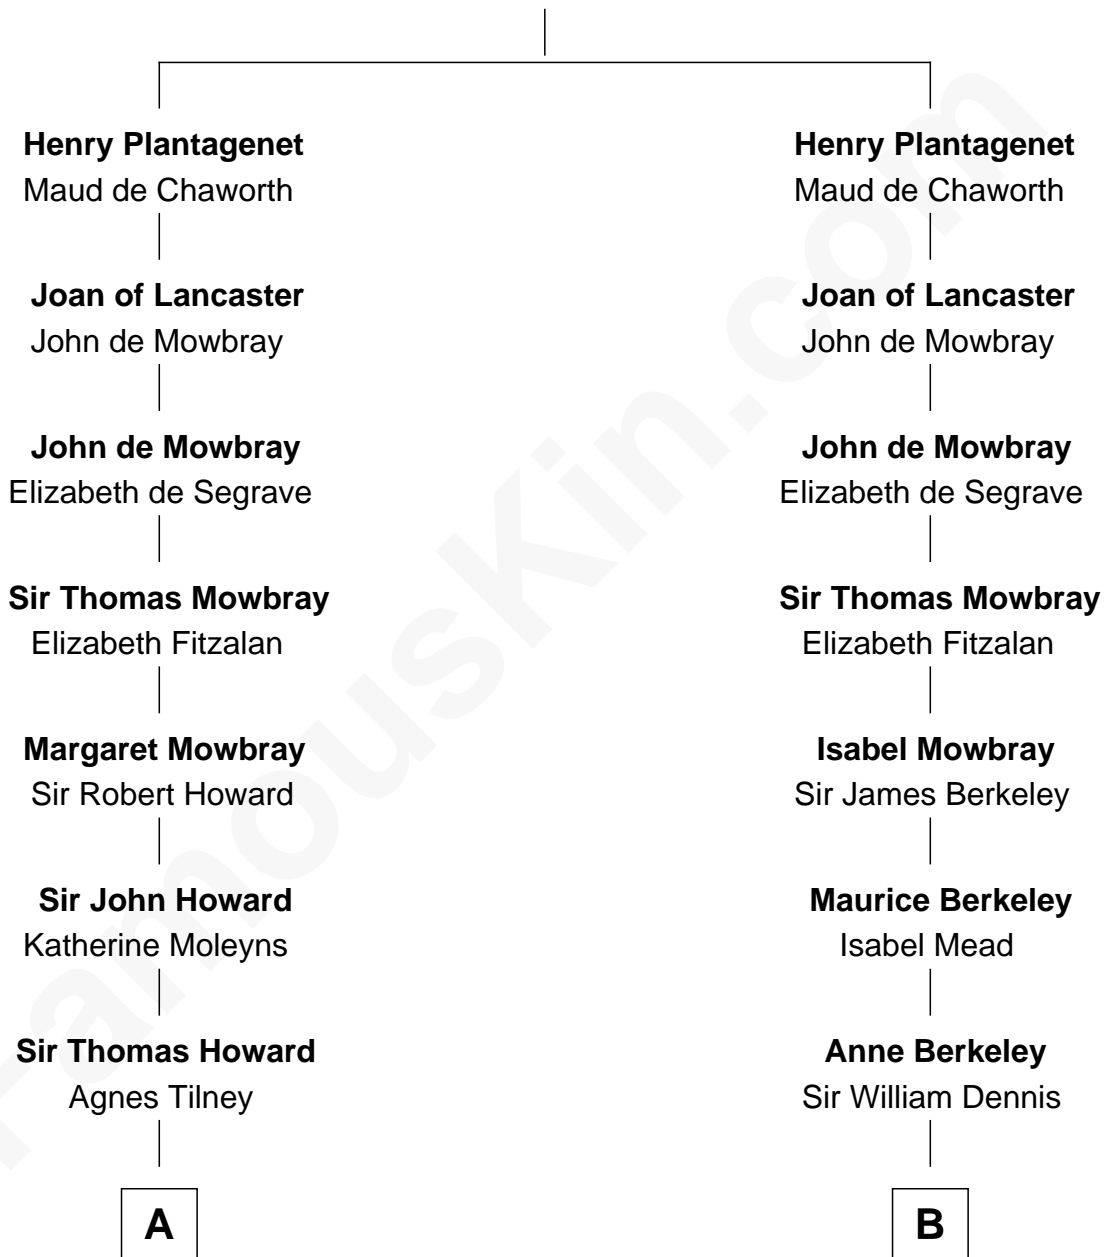 Henry Plantagenet
Maud de Chaworth
Joan of Lancaster
John de Mowbray
John de Mowbray
Elizabeth de Segrave
Sir Thomas Mowbray
Elizabeth Fitzalan
Margaret Mowbray
Sir Robert Howard
Sir John Howard
Katherine Moleyns
Sir Thomas Howard
Agnes Tilney
A
Henry Plantagenet
Maud de Chaworth
Joan of Lancaster
John de Mowbray
John de Mowbray
Elizabeth de Segrave
Sir Thomas Mowbray
Elizabeth Fitzalan
Isabel Mowbray
Sir James Berkeley
Maurice Berkeley
Isabel Mead
Anne Berkeley
Sir William Dennis
B
FamousKin.com